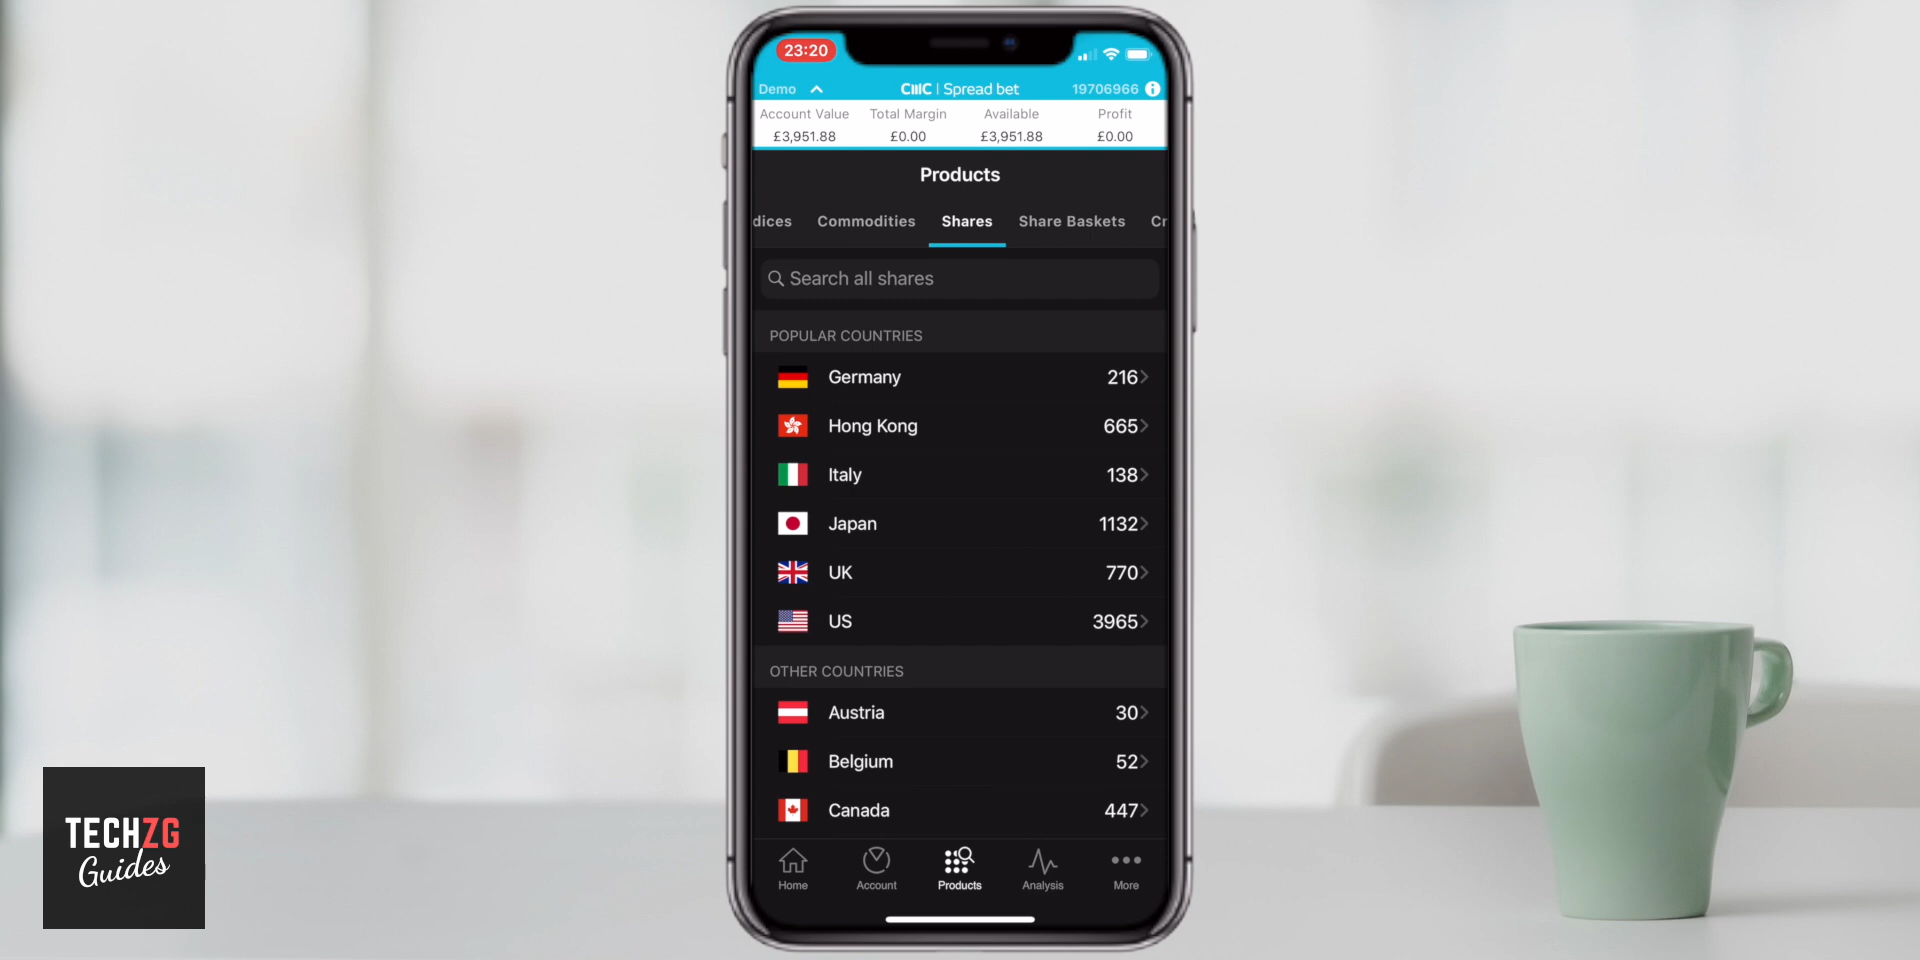 23:20
Demo CMC | Spread bet 19706966
Account Value Total Margin Available Profit
£3,951.88 £0.00 £3,951.88 £0.00
Products
dices Commodities Shares Share Baskets Cr
Search all shares
POPULAR COUNTRIES
Germany 216
Hong Kong 665
Italy 138
Japan 1132
UK 770
US 3965
OTHER COUNTRIES
Austria 30
Belgium 52
Canada 447
Home Account Products Analysis More
TECHZG
Guides